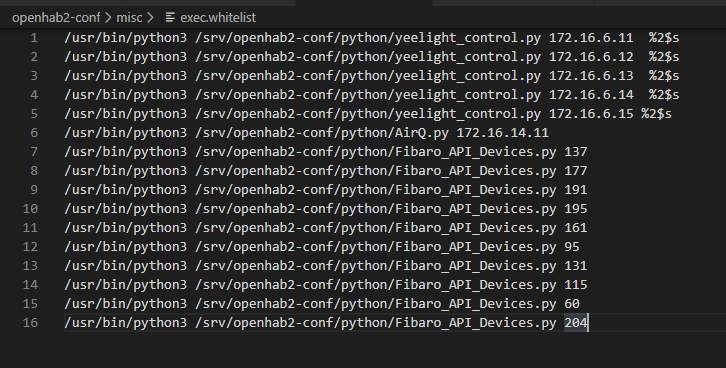 openhab2-conf > misc > exec.whitelist
1 /usr/bin/python3 /srv/openhab2-conf/python/yeelight_control.py 172.16.6.11  %2$s
2 /usr/bin/python3 /srv/openhab2-conf/python/yeelight_control.py 172.16.6.12  %2$s
3 /usr/bin/python3 /srv/openhab2-conf/python/yeelight_control.py 172.16.6.13  %2$s
4 /usr/bin/python3 /srv/openhab2-conf/python/yeelight_control.py 172.16.6.14  %2$s
5 /usr/bin/python3 /srv/openhab2-conf/python/yeelight_control.py 172.16.6.15 %2$s
6 /usr/bin/python3 /srv/openhab2-conf/python/AirQ.py 172.16.14.11
7 /usr/bin/python3 /srv/openhab2-conf/python/Fibaro_API_Devices.py 137
8 /usr/bin/python3 /srv/openhab2-conf/python/Fibaro_API_Devices.py 177
9 /usr/bin/python3 /srv/openhab2-conf/python/Fibaro_API_Devices.py 191
10 /usr/bin/python3 /srv/openhab2-conf/python/Fibaro_API_Devices.py 195
11 /usr/bin/python3 /srv/openhab2-conf/python/Fibaro_API_Devices.py 161
12 /usr/bin/python3 /srv/openhab2-conf/python/Fibaro_API_Devices.py 95
13 /usr/bin/python3 /srv/openhab2-conf/python/Fibaro_API_Devices.py 131
14 /usr/bin/python3 /srv/openhab2-conf/python/Fibaro_API_Devices.py 115
15 /usr/bin/python3 /srv/openhab2-conf/python/Fibaro_API_Devices.py 60
16 /usr/bin/python3 /srv/openhab2-conf/python/Fibaro_API_Devices.py 204